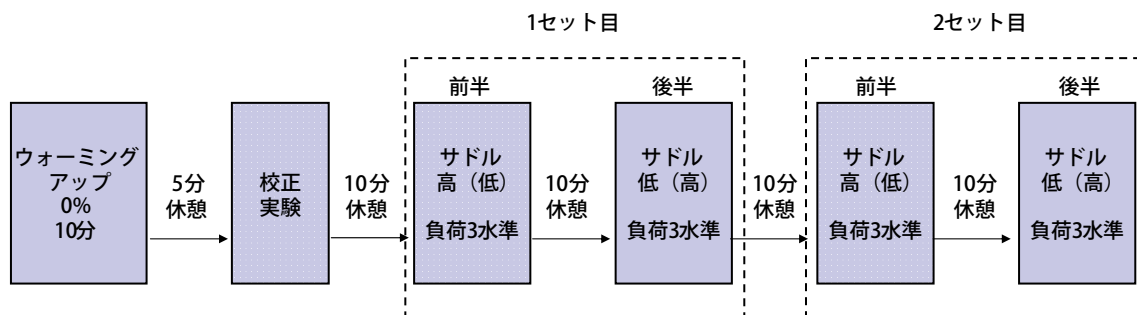 1セット目
2セット目
前半
後半
前半
後半
ウォーミング
アップ
0%
10分
5分
休憩
校正
実験
10分
休憩
サドル
高（低）
負荷3水準
10分
休憩
サドル
低（高）
負荷3水準
10分
休憩
サドル
高（低）
負荷3水準
10分
休憩
サドル
低（高）
負荷3水準